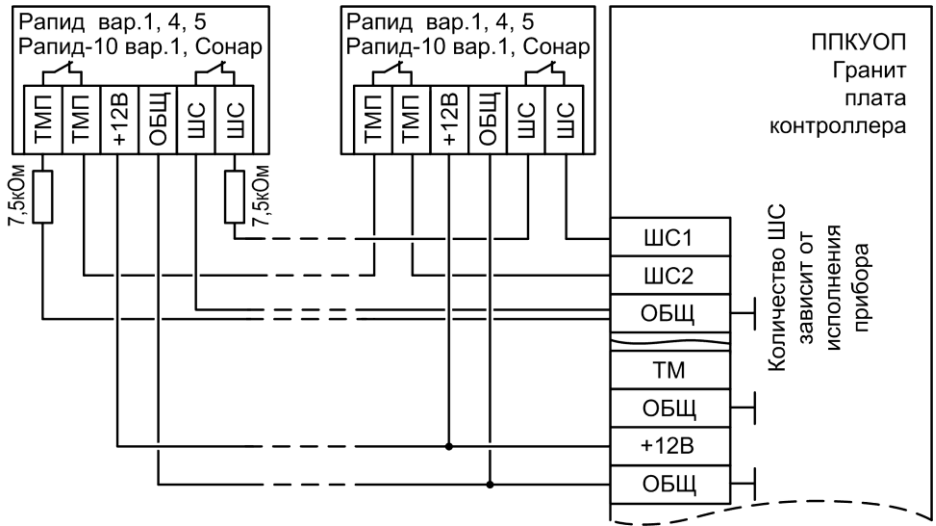 Рапид вар.1, 4, 5
Рапид-10 вар.1, Сонар
ТМП
ТМП
+12В
ОБЩ
ШС
ШС
7,5кОм
7,5кОм
Рапид вар.1, 4, 5
Рапид-10 вар.1, Сонар
ТМП
ТМП
+12В
ОБЩ
ШС
ШС
ППКУОП
Гранит
плата
контроллера
ШС1
ШС2
ОБЩ
ТМ
ОБЩ
+12В
ОБЩ
Количество ШС
зависит от
исполнения
прибора